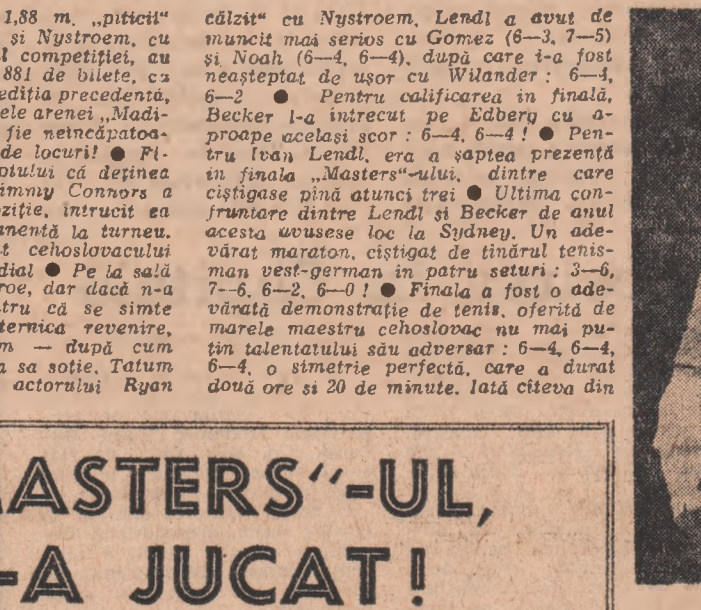 1,88 m, „piticii“
și Nystroem, cu
l competiției, au
881 de bilete, ca
ediția precedentă,
ele arenei „Madi-
fie neîncăpătoa-
de locuri! ● Fi-
ptului că deținea
immy Connors a
ziție, întrucît ea
nentă la turneu.
t cehoslovacului
dial ● Pe la sală
roe, dar dacă n-a
tru că se simte
ternica revenire,
m — după cum
a sa soție, Tatum
actorului Ryan
călzit“ cu Nystroem, Lendl a avut de
muncit mai serios cu Gomez (6—3, 7—5)
și Noah (6—4, 6—4), după care i-a fost
neașteptat de ușor cu Wilander : 6—4,
6—2 ● Pentru calificarea în finală,
Becker l-a întrecut pe Edberg cu a-
proape același scor : 6—4, 6—4 ! ● Pen-
tru Ivan Lendl, era a șaptea prezență
în finala „Masters“-ului, dintre care
cîștigase pînă atunci trei ● Ultima con-
fruntare dintre Lendl și Becker de anul
acesta avusese loc la Sydney. Un ade-
vărat maraton, cîștigat de tînărul tenis-
man vest-german în patru seturi : 3—6,
7—6, 6—2, 6—0 ! ● Finala a fost o ade-
vărată demonstrație de tenis, oferită de
marele maestru cehoslovac nu mai pu-
țin talentatului său adversar : 6—4, 6—4,
6—4, o simetrie perfectă, care a durat
două ore și 20 de minute. Iată cîteva din
ASTERS“-UL,
-A JUCAT!